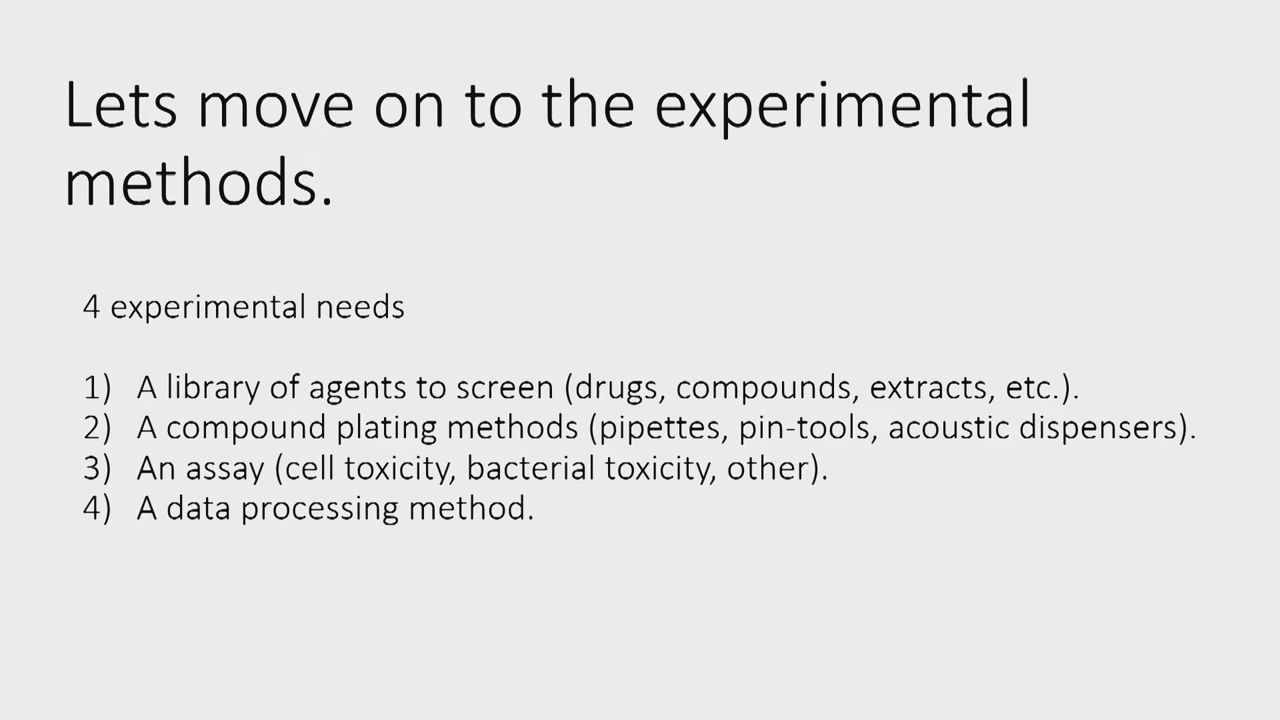 Lets move on to the experimental
methods.
4 experimental needs
1) A library of agents to screen (drugs, compounds, extracts, etc.).
2) A compound plating methods (pipettes, pin-tools, acoustic dispensers).
3) An assay (cell toxicity, bacterial toxicity, other).
4) A data processing method.